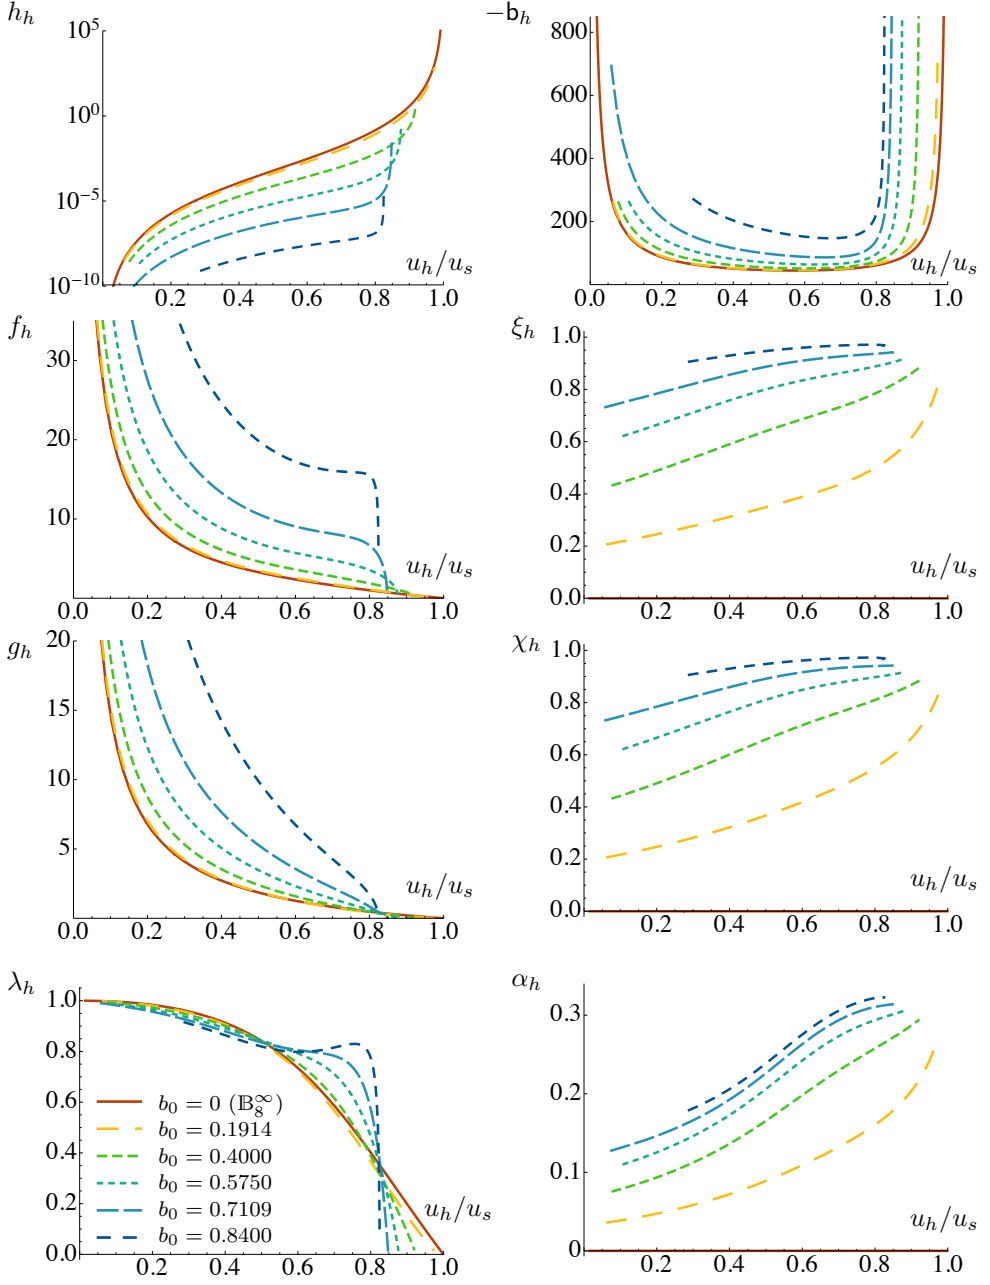 h_h
10^5
10^0
10^{-5}
10^{-10}
0.2 0.4 0.6 0.8 1.0
u_h/u_s
−b_h
800
600
400
200
0.0 0.2 0.4 0.6 0.8 1.0
u_h/u_s
f_h
30
20
10
0.0 0.2 0.4 0.6 0.8 1.0
u_h/u_s
ξ_h
1.0
0.8
0.6
0.4
0.2
0.0
0.2 0.4 0.6 0.8 1.0
u_h/u_s
g_h
20
15
10
5
0.0 0.2 0.4 0.6 0.8 1.0
u_h/u_s
χ_h
1.0
0.8
0.6
0.4
0.2
0.0
0.2 0.4 0.6 0.8 1.0
u_h/u_s
λ_h
1.0
0.8
0.6
0.4
0.2
0.0
b_0 = 0 (𝔹_8^∞)
b_0 = 0.1914
b_0 = 0.4000
b_0 = 0.5750
b_0 = 0.7109
b_0 = 0.8400
0.2 0.4 0.6 0.8 1.0
u_h/u_s
α_h
0.3
0.2
0.1
0
0.2 0.4 0.6 0.8 1.0
u_h/u_s